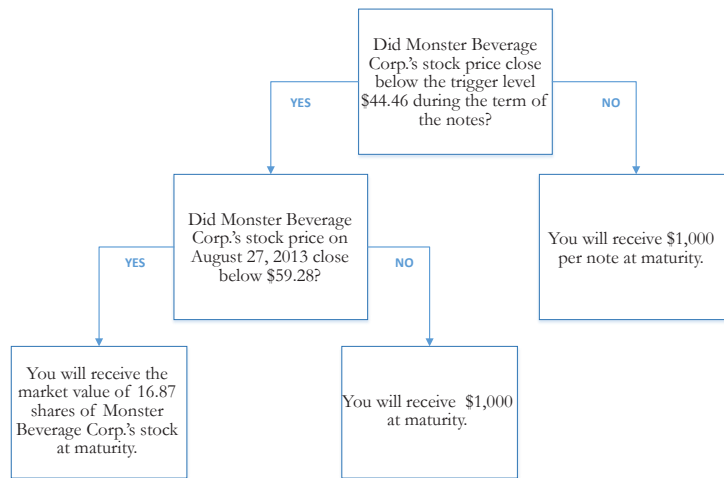 Did Monster Beverage
Corp.'s stock price close
below the trigger level
$44.46 during the term of
the notes?
YES
NO
Did Monster Beverage
Corp.'s stock price on
August 27, 2013 close
below $59.28?
You will receive $1,000
per note at maturity.
YES
NO
You will receive the
market value of 16.87
shares of Monster
Beverage Corp.'s stock
at maturity.
You will receive $1,000
at maturity.